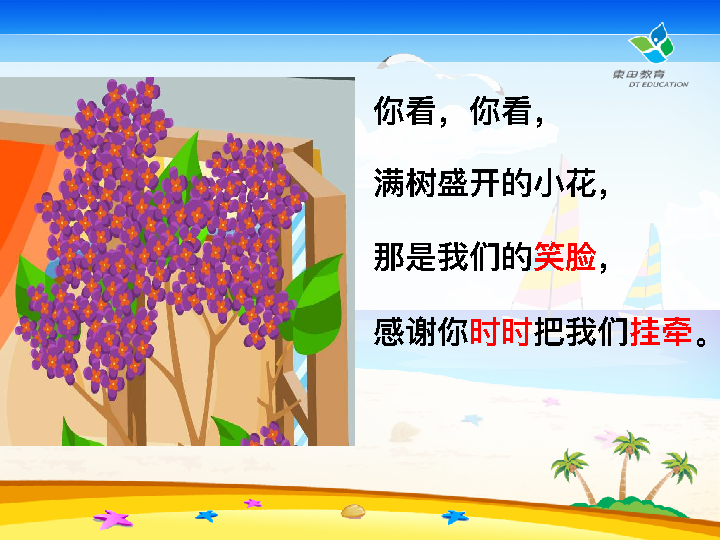 東田教育
DT EDUCATION
你看，你看，
满树盛开的小花，
那是我们的笑脸，
感谢你时时把我们挂牵。